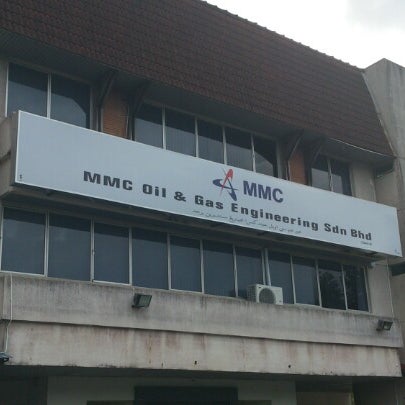 MMC
MMC Oil & Gas Engineering Sdn Bhd